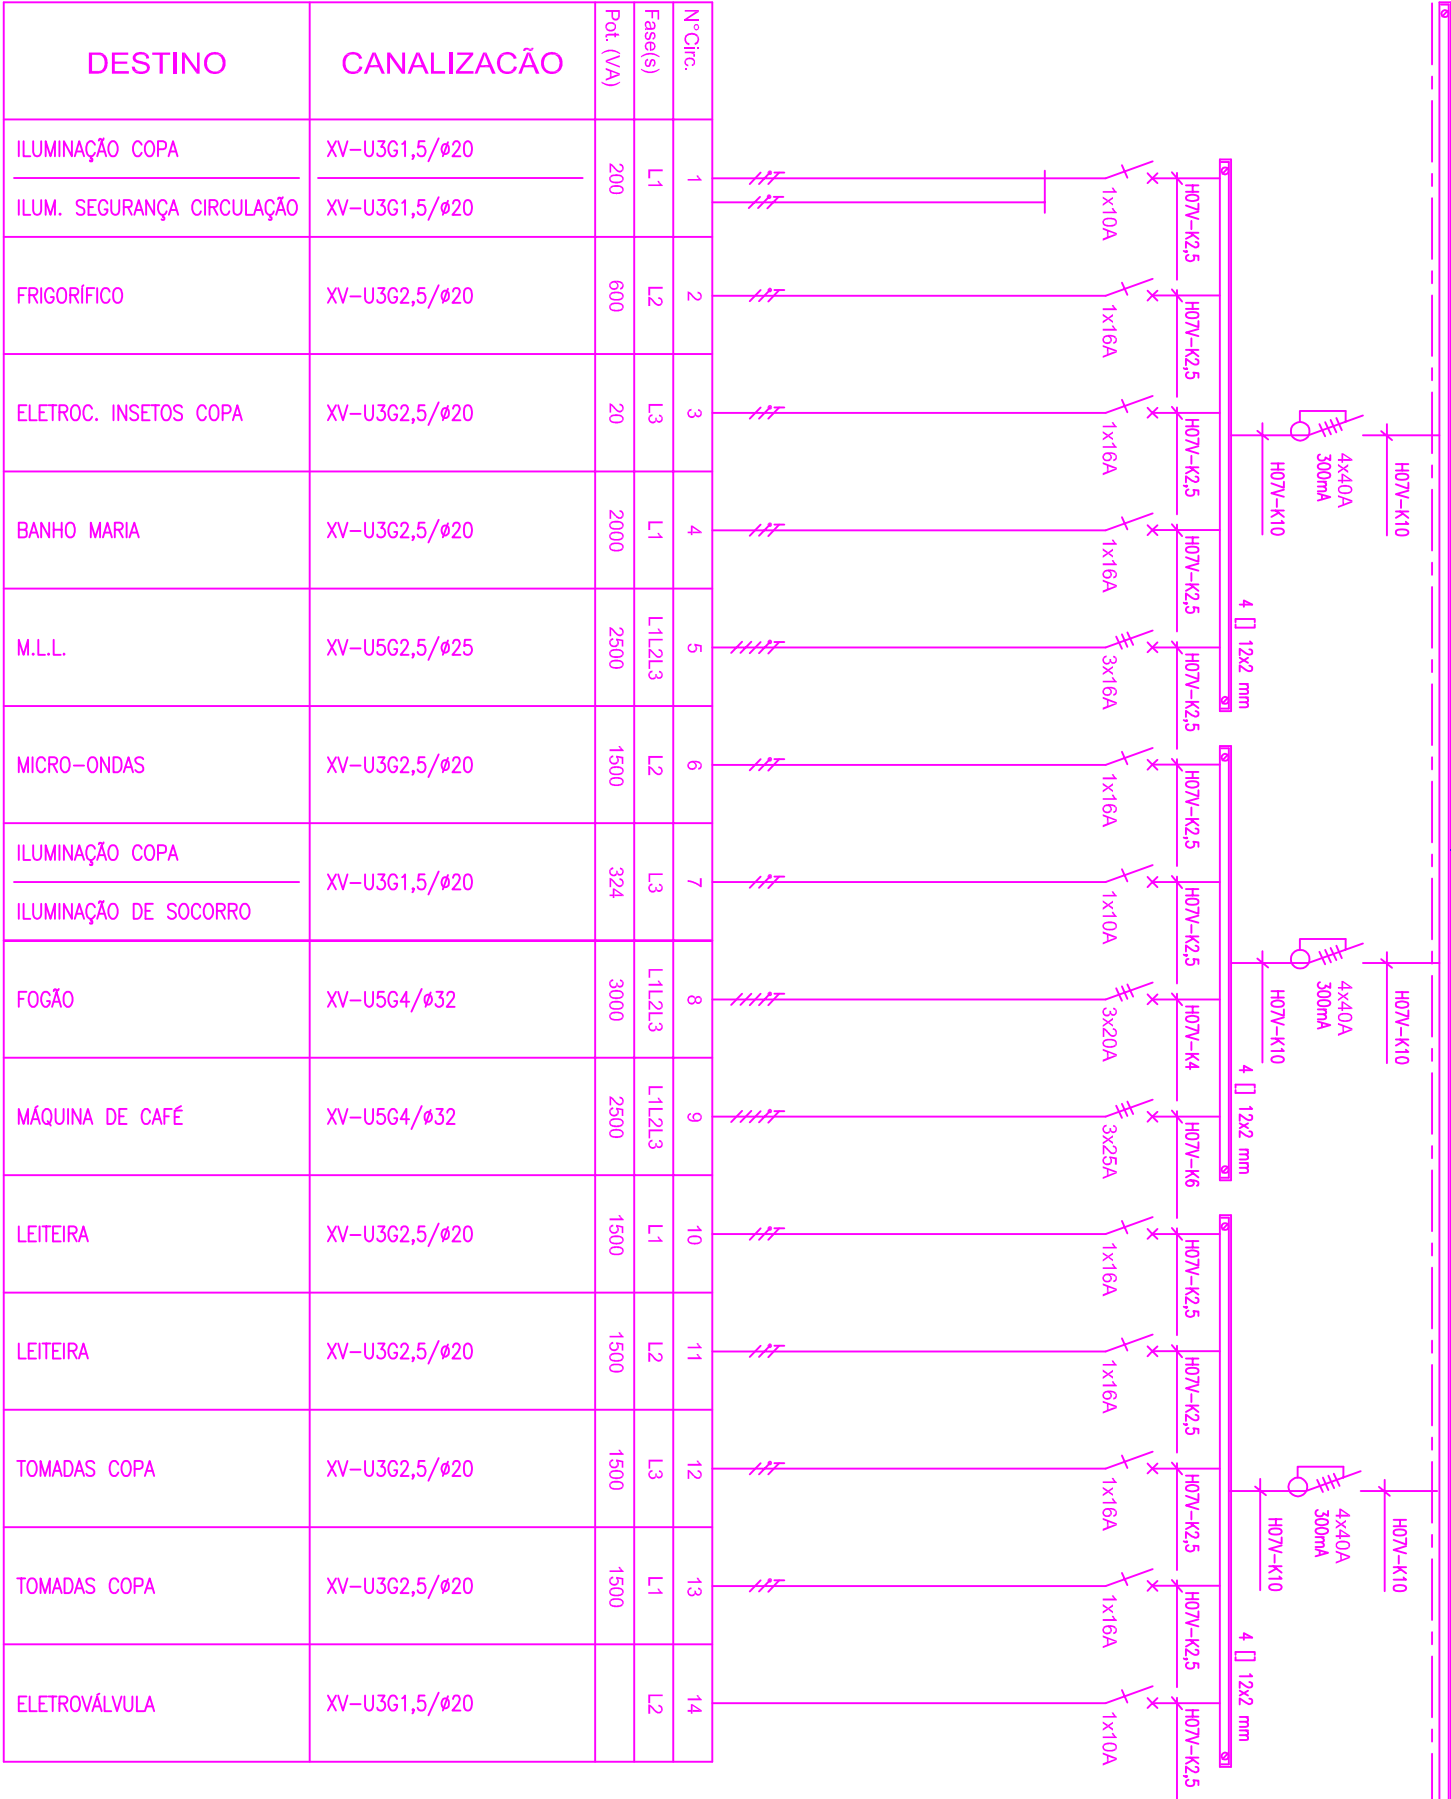 DESTINO CANALIZACÃO Pot. (VA) Fase(s) N°Circ.
ILUMINAÇÃO COPA XV-U3G1,5/ø20
ILUM. SEGURANÇA CIRCULAÇÃO XV-U3G1,5/ø20
200 L1 1 1x10A H07V-K2,5
FRIGORÍFICO XV-U3G2,5/ø20 600 L2 2 1x16A H07V-K2,5
ELETROC. INSETOS COPA XV-U3G2,5/ø20 20 L3 3 1x16A H07V-K2,5
H07V-K10
4x40A
300mA
H07V-K10
BANHO MARIA XV-U3G2,5/ø20 2000 L1 4 1x16A H07V-K2,5
M.L.L. XV-U5G2,5/ø25 2500 L1L2L3 5 3x16A H07V-K2,5
4 [] 12x2 mm
MICRO-ONDAS XV-U3G2,5/ø20 1500 L2 6 1x16A H07V-K2,5
ILUMINAÇÃO COPA
ILUMINAÇÃO DE SOCORRO
XV-U3G1,5/ø20 324 L3 7 1x10A H07V-K2,5
FOGÃO XV-U5G4/ø32 3000 L1L2L3 8 3x20A H07V-K4
H07V-K10
4x40A
300mA
H07V-K10
MÁQUINA DE CAFÉ XV-U5G4/ø32 2500 L1L2L3 9 3x25A H07V-K6
4 [] 12x2 mm
LEITEIRA XV-U3G2,5/ø20 1500 L1 10 1x16A H07V-K2,5
LEITEIRA XV-U3G2,5/ø20 1500 L2 11 1x16A H07V-K2,5
TOMADAS COPA XV-U3G2,5/ø20 1500 L3 12 1x16A H07V-K2,5
H07V-K10
4x40A
300mA
H07V-K10
TOMADAS COPA XV-U3G2,5/ø20 1500 L1 13 1x16A H07V-K2,5
ELETROVÁLVULA XV-U3G1,5/ø20 L2 14 1x10A H07V-K2,5
4 [] 12x2 mm